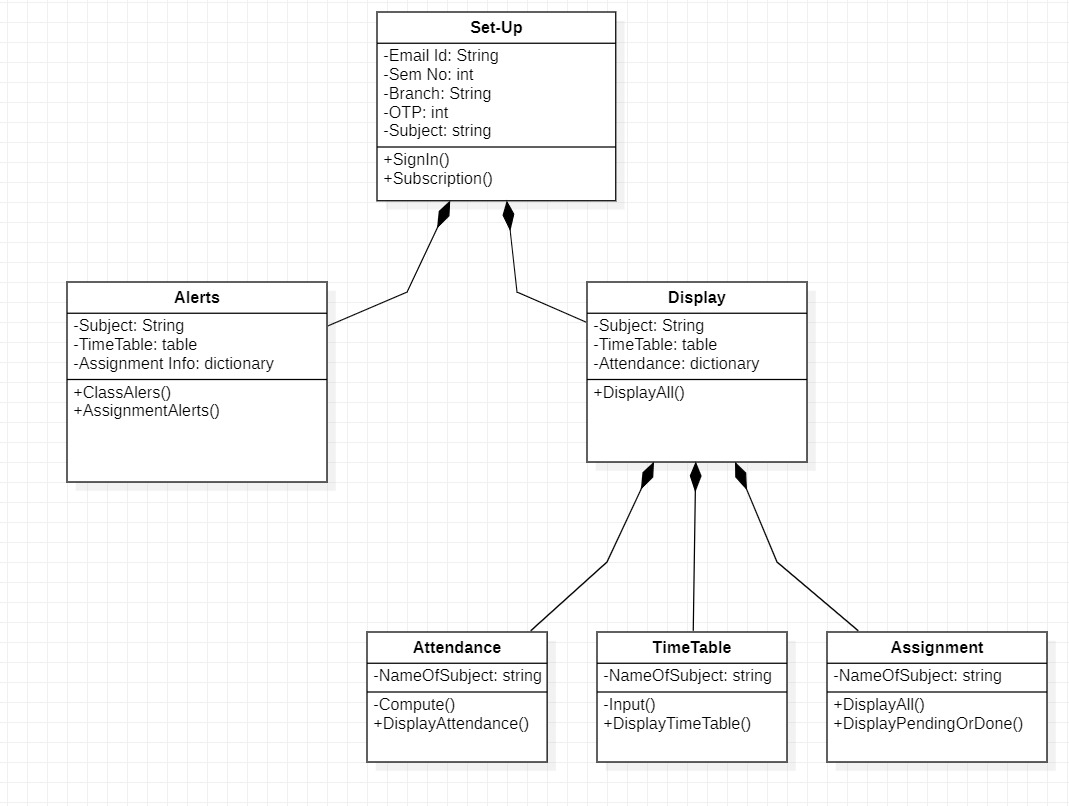 Set-Up
-Email Id: String
-Sem No: int
-Branch: String
-OTP: int
-Subject: string
+SignIn()
+Subscription()
Alerts
-Subject: String
-TimeTable: table
-Assignment Info: dictionary
+ClassAlers()
+AssignmentAlerts()
Display
-Subject: String
-TimeTable: table
-Attendance: dictionary
+DisplayAll()
Attendance
-NameOfSubject: string
-Compute()
+DisplayAttendance()
TimeTable
-NameOfSubject: string
-Input()
+DisplayTimeTable()
Assignment
-NameOfSubject: string
+DisplayAll()
+DisplayPendingOrDone()